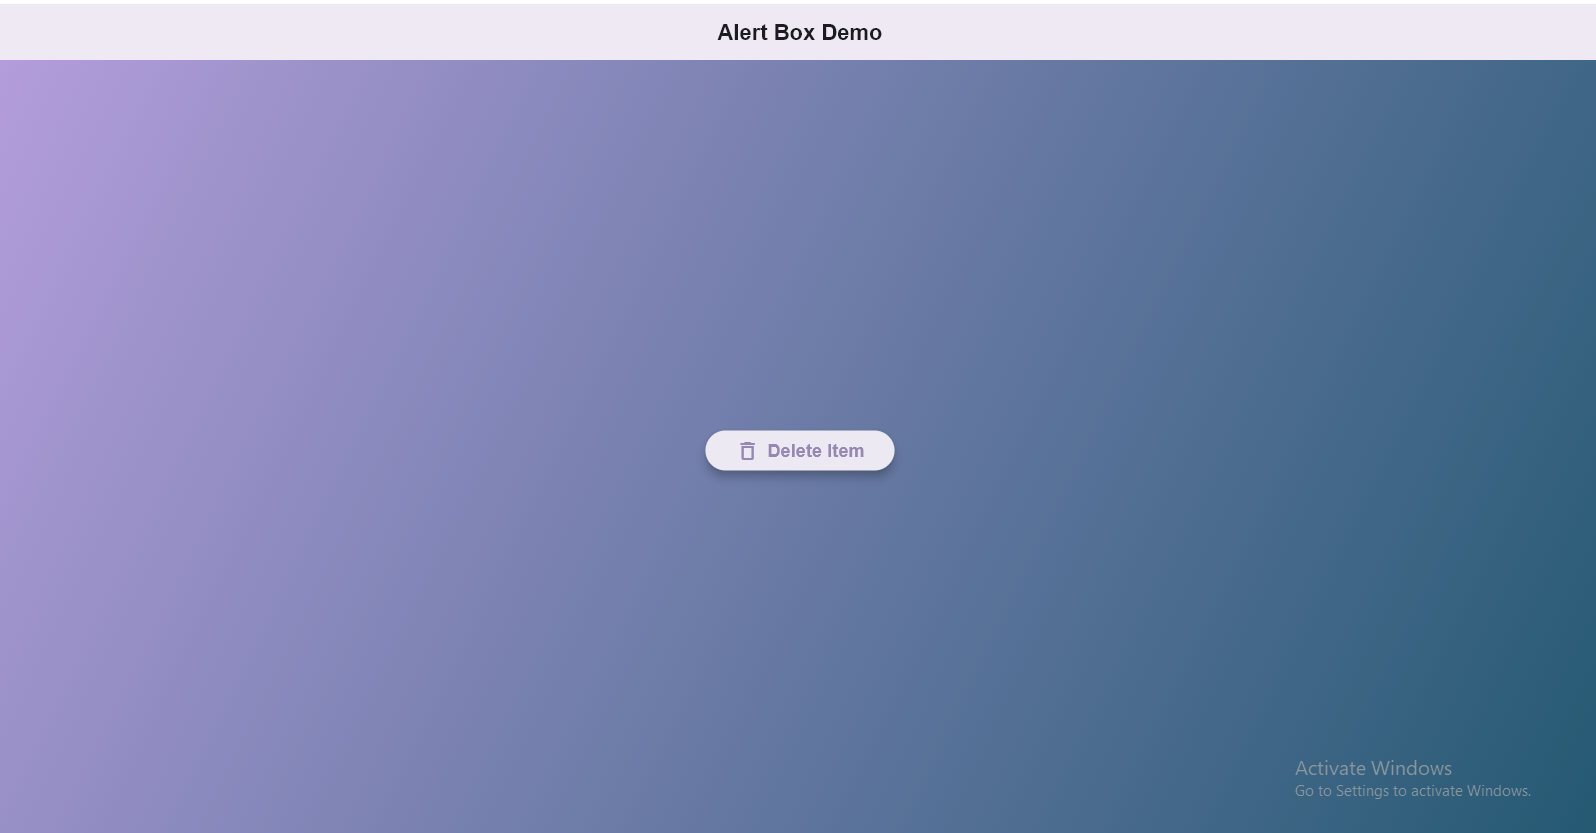 Alert Box Demo
Delete Item
Activate Windows
Go to Settings to activate Windows.